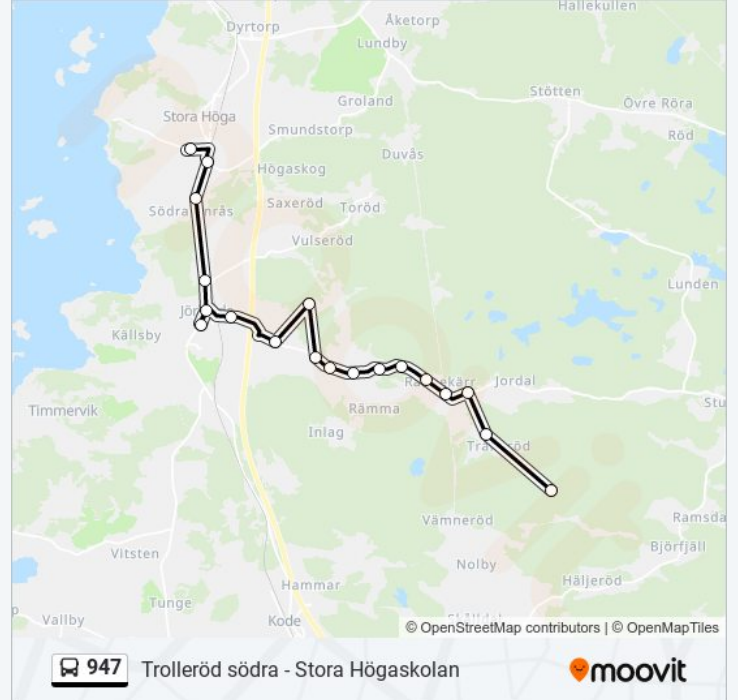 Hallekullen
Åketorp
Dyrtorp
Lundby
Stötten
Övre Röra
Groland
Stora Höga
Smundstorp
Röd
Duvås
Högaskog
Saxeröd
Toröd
Södra
Vulseröd
Lunden
Källsby
Jordal
Timmervik
Rämma
Inlag
Vämneröd
Ramsda
Björfjäll
Vitsten
Nolby
Häljeröd
Hammar
Tunge
Vallby
Kode
© OpenStreetMap contributors | © OpenMapTiles
947 Trolleröd södra - Stora Högaskolan
moovit